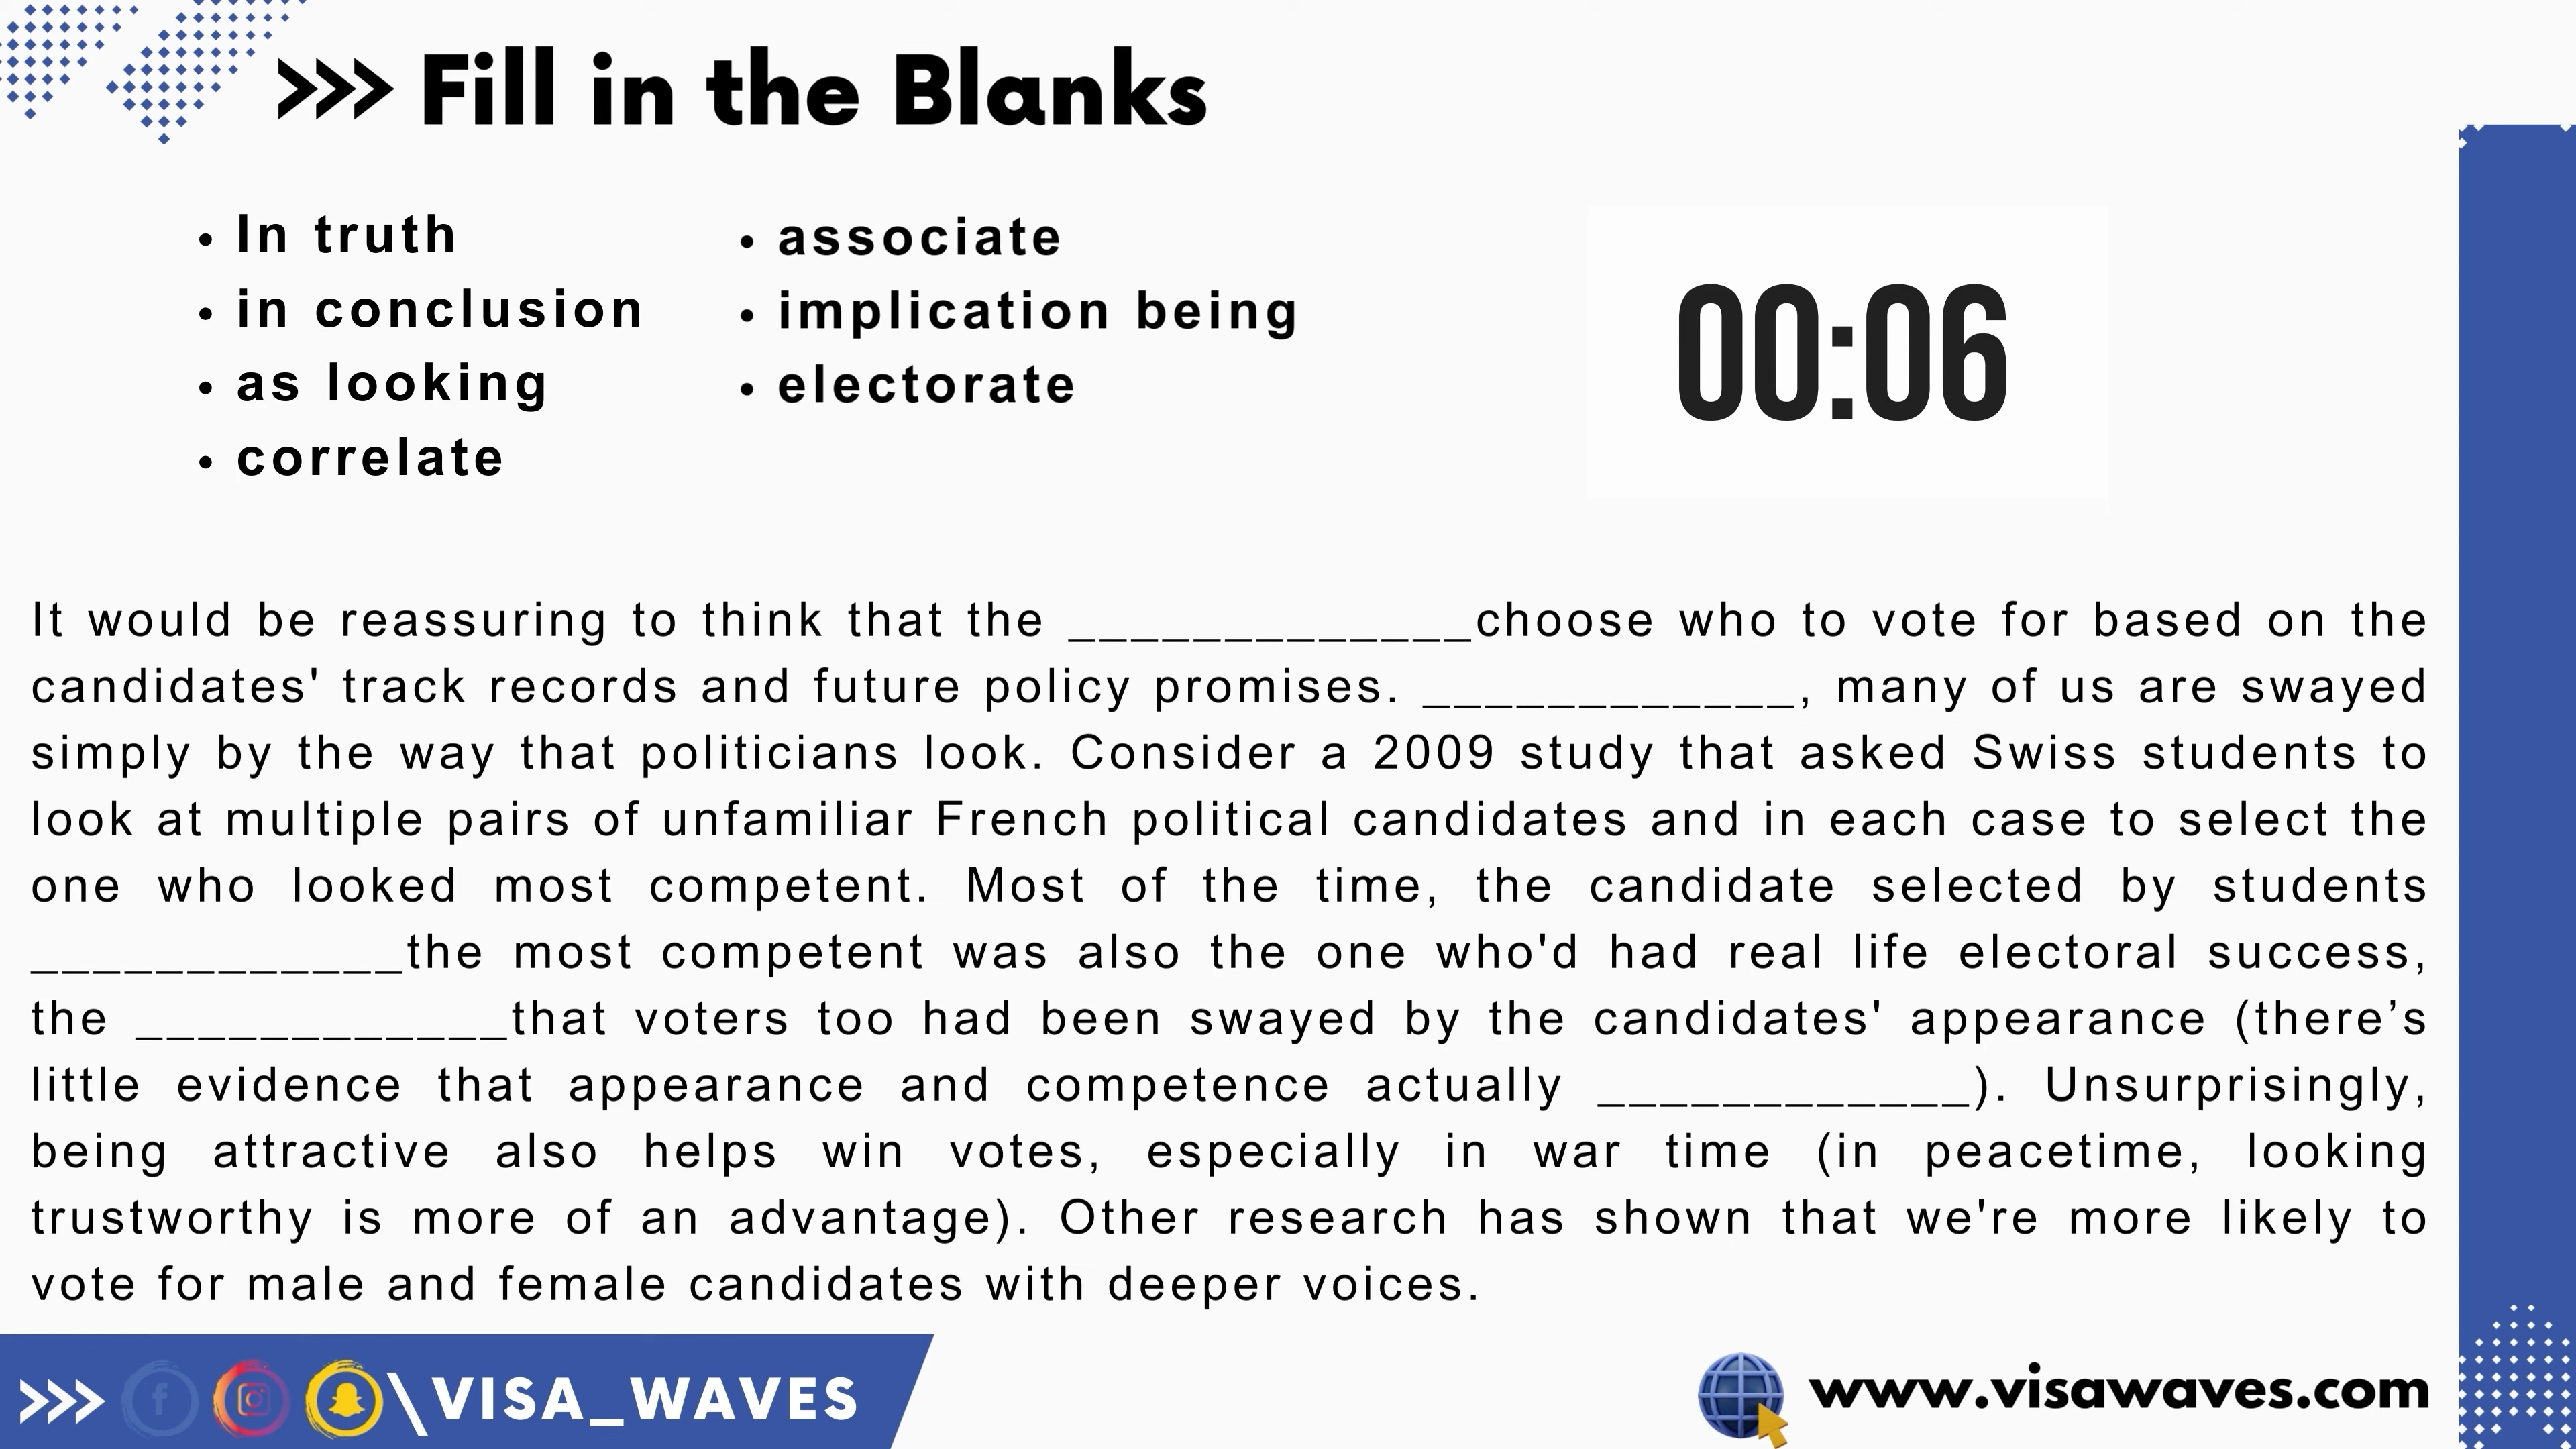 >>> Fill in the Blanks
• In truth
• in conclusion
• as looking
• correlate
• associate
• implication being
• electorate
00:06
It would be reassuring to think that the _____________choose who to vote for based on the
candidates' track records and future policy promises. ____________, many of us are swayed
simply by the way that politicians look. Consider a 2009 study that asked Swiss students to
look at multiple pairs of unfamiliar French political candidates and in each case to select the
one who looked most competent. Most of the time, the candidate selected by students
____________the most competent was also the one who'd had real life electoral success,
the ____________that voters too had been swayed by the candidates' appearance (there’s
little evidence that appearance and competence actually ____________). Unsurprisingly,
being attractive also helps win votes, especially in war time (in peacetime, looking
trustworthy is more of an advantage). Other research has shown that we're more likely to
vote for male and female candidates with deeper voices.
>>> f \VISA_WAVES
www.visawaves.com